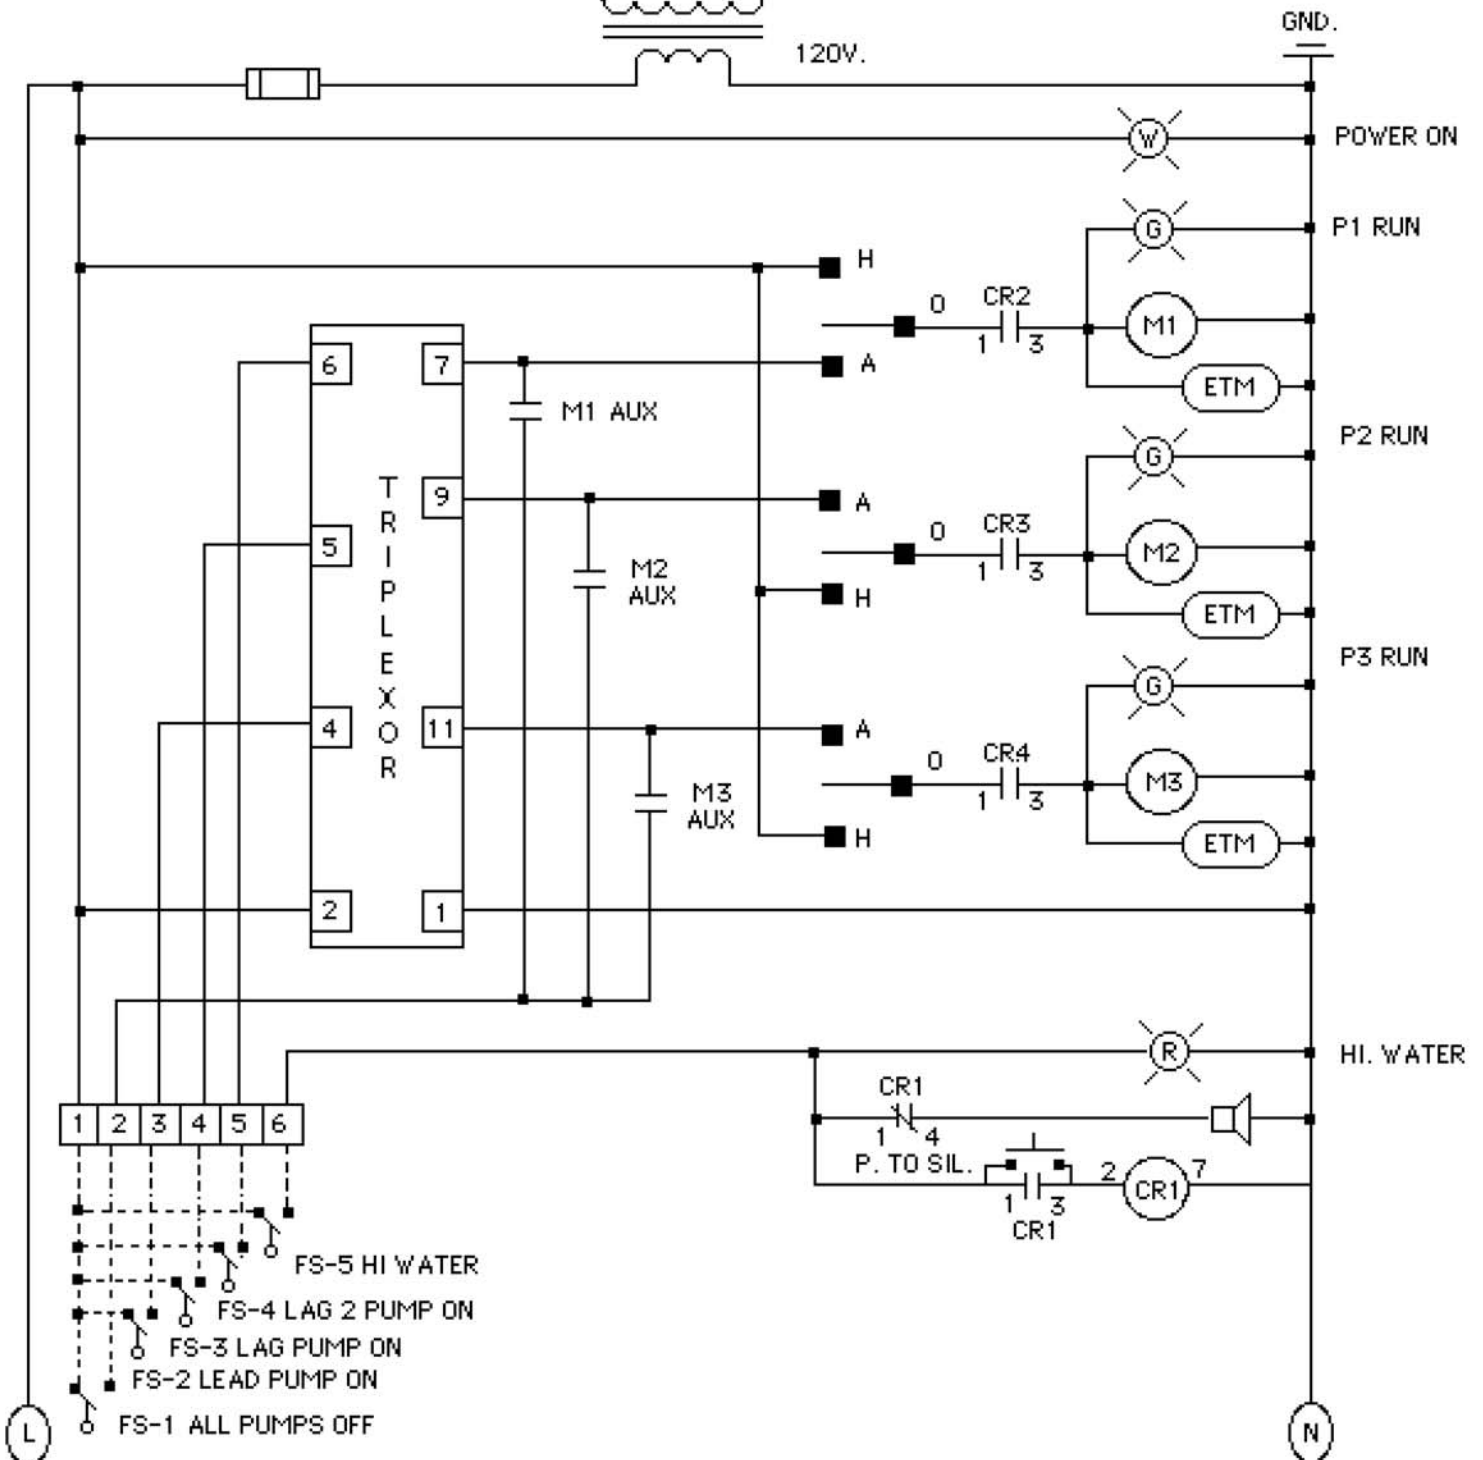 GND.
120V.
W
POWER ON
G
P1 RUN
H
O
CR2
1
3
M1
6
7
A
ETM
M1 AUX
P2 RUN
G
TRIPLEXOR
9
A
O
CR3
5
1
3
M2
M2
AUX
H
ETM
P3 RUN
G
4
11
A
O
CR4
1
3
M3
M3
AUX
H
ETM
2
1
R
HI. WATER
CR1
1 2 3 4 5 6
1 4
P. TO SIL.
2
CR1
7
1
3
CR1
FS-5 HI WATER
FS-4 LAG 2 PUMP ON
FS-3 LAG PUMP ON
FS-2 LEAD PUMP ON
FS-1 ALL PUMPS OFF
L
N